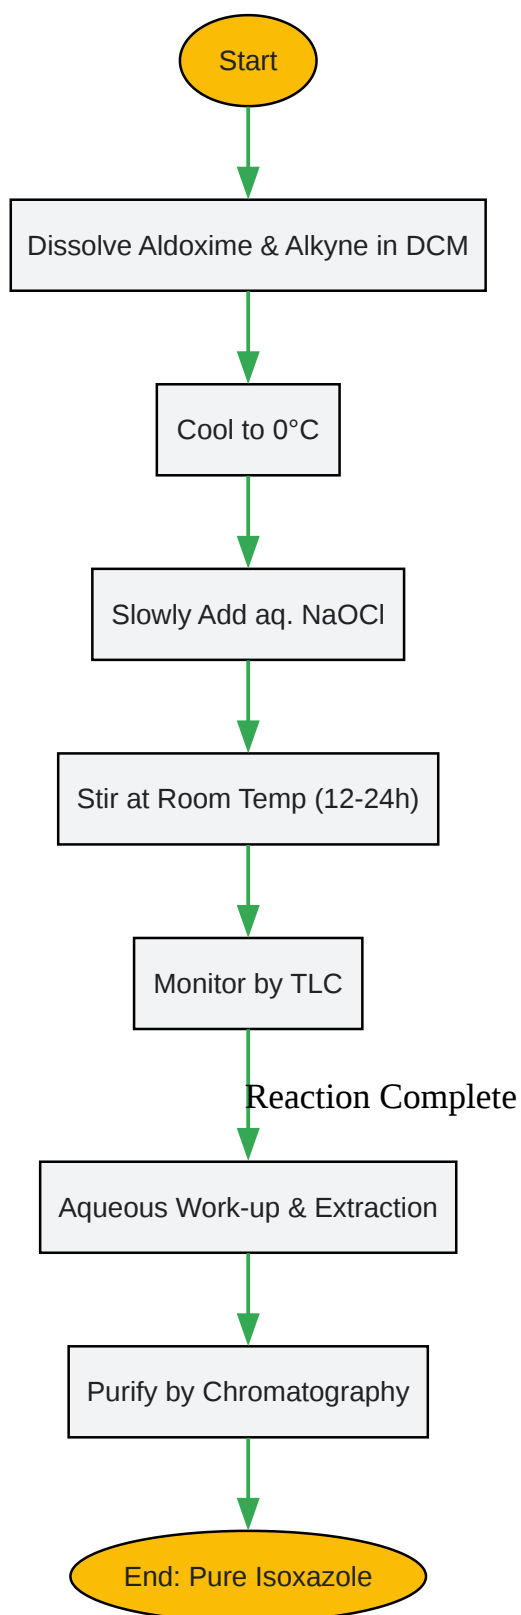 Start
Dissolve Aldoxime & Alkyne in DCM
Cool to 0°C
Slowly Add aq. NaOCl
Stir at Room Temp (12-24h)
Monitor by TLC
Reaction Complete
Aqueous Work-up & Extraction
Purify by Chromatography
End: Pure Isoxazole